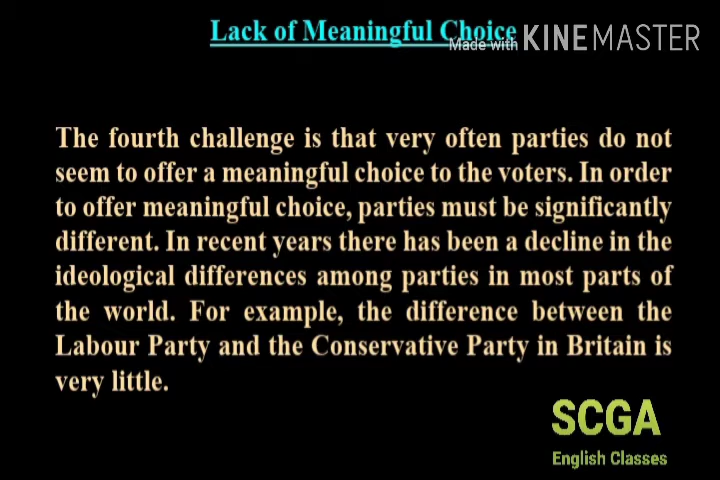 Lack of Meaningful Choice
Made with KINEMASTER
The fourth challenge is that very often parties do not
seem to offer a meaningful choice to the voters. In order
to offer meaningful choice, parties must be significantly
different. In recent years there has been a decline in the
ideological differences among parties in most parts of
the world. For example, the difference between the
Labour Party and the Conservative Party in Britain is
very little.
SCGA
English Classes